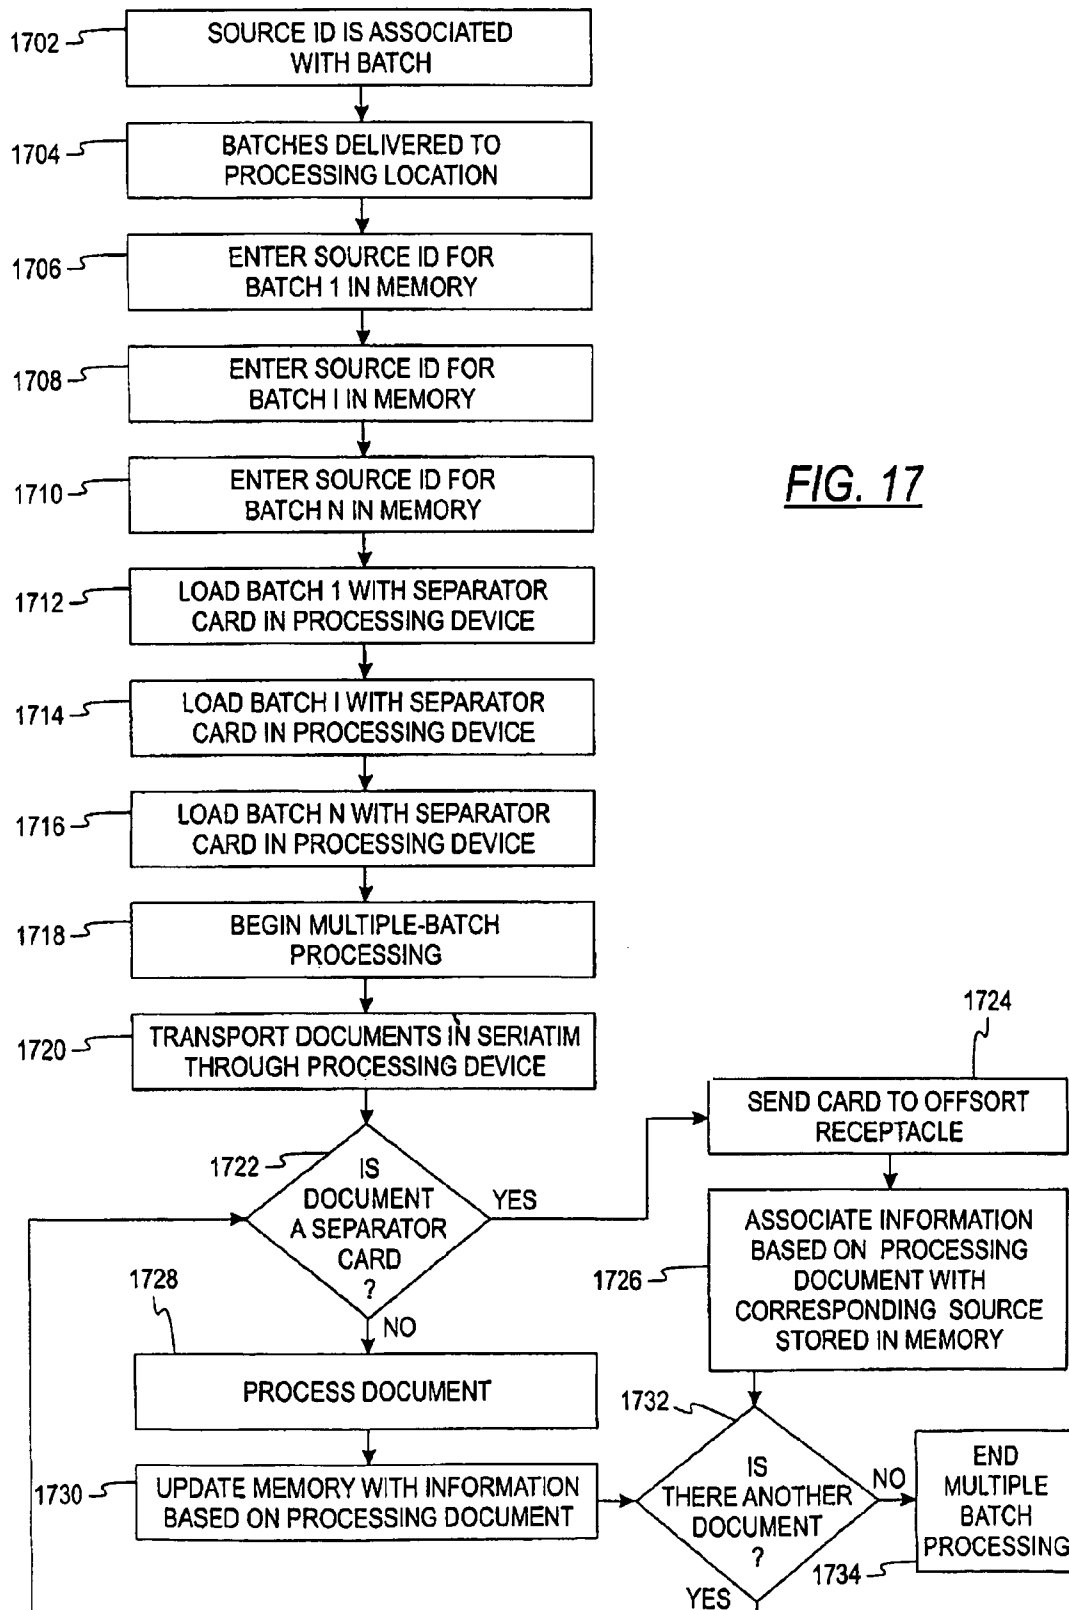 1702
SOURCE ID IS ASSOCIATED
WITH BATCH
1704
BATCHES DELIVERED TO
PROCESSING LOCATION
1706
ENTER SOURCE ID FOR
BATCH 1 IN MEMORY
1708
ENTER SOURCE ID FOR
BATCH I IN MEMORY
1710
ENTER SOURCE ID FOR
BATCH N IN MEMORY
FIG. 17
1712
LOAD BATCH 1 WITH SEPARATOR
CARD IN PROCESSING DEVICE
1714
LOAD BATCH I WITH SEPARATOR
CARD IN PROCESSING DEVICE
1716
LOAD BATCH N WITH SEPARATOR
CARD IN PROCESSING DEVICE
1718
BEGIN MULTIPLE-BATCH
PROCESSING
1720
TRANSPORT DOCUMENTS IN SERIATIM
THROUGH PROCESSING DEVICE
1722
IS
DOCUMENT
A SEPARATOR
CARD
?
YES
NO
1724
SEND CARD TO OFFSORT
RECEPTACLE
1726
ASSOCIATE INFORMATION
BASED ON PROCESSING
DOCUMENT WITH
CORRESPONDING SOURCE
STORED IN MEMORY
1728
PROCESS DOCUMENT
1730
UPDATE MEMORY WITH INFORMATION
BASED ON PROCESSING DOCUMENT
1732
IS
THERE ANOTHER
DOCUMENT
?
NO
YES
END
MULTIPLE
BATCH
PROCESSING
1734